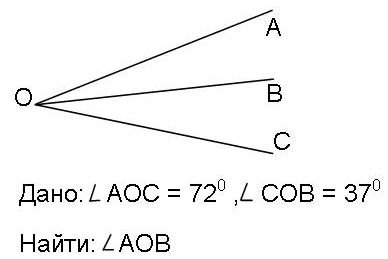 A
B
O
C
Дано: ∠ AOC = 72⁰ ,∠ COB = 37⁰
Найти: ∠AOB